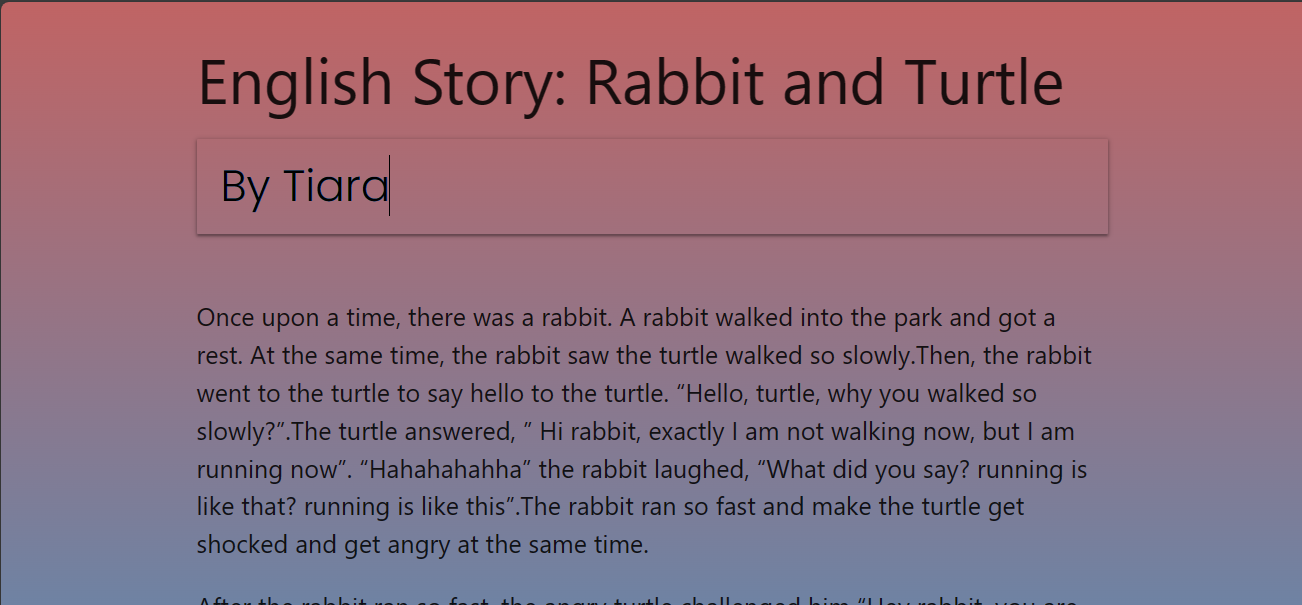 English Story: Rabbit and Turtle
By Tiara
Once upon a time, there was a rabbit. A rabbit walked into the park and got a
rest. At the same time, the rabbit saw the turtle walked so slowly.Then, the rabbit
went to the turtle to say hello to the turtle. “Hello, turtle, why you walked so
slowly?”.The turtle answered, ” Hi rabbit, exactly I am not walking now, but I am
running now”. “Hahahahahha” the rabbit laughed, “What did you say? running is
like that? running is like this”.The rabbit ran so fast and make the turtle get
shocked and get angry at the same time.
After the rabbit ran so fast, the angry turtle challenged him “Hey rabbit, you are